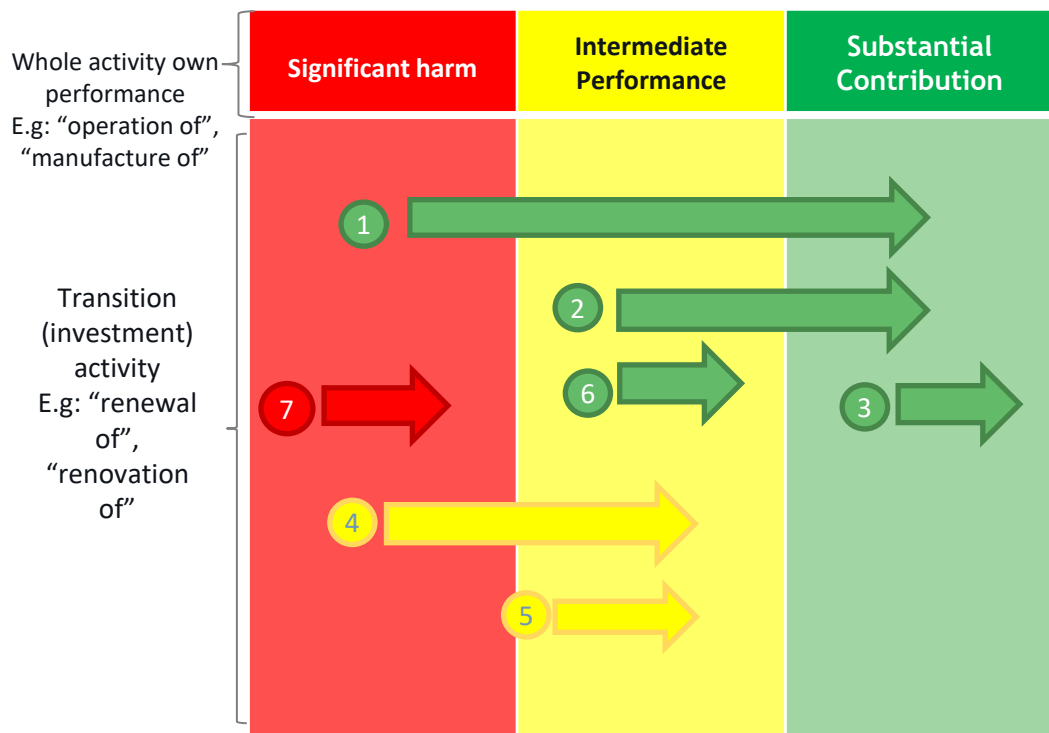 Whole activity own
performance
E.g: “operation of”,
“manufacture of”
Significant harm
Intermediate
Performance
Substantial
Contribution
Transition
(investment)
activity
E.g: “renewal
of”,
“renovation
of”
1
2
6
7
3
4
5